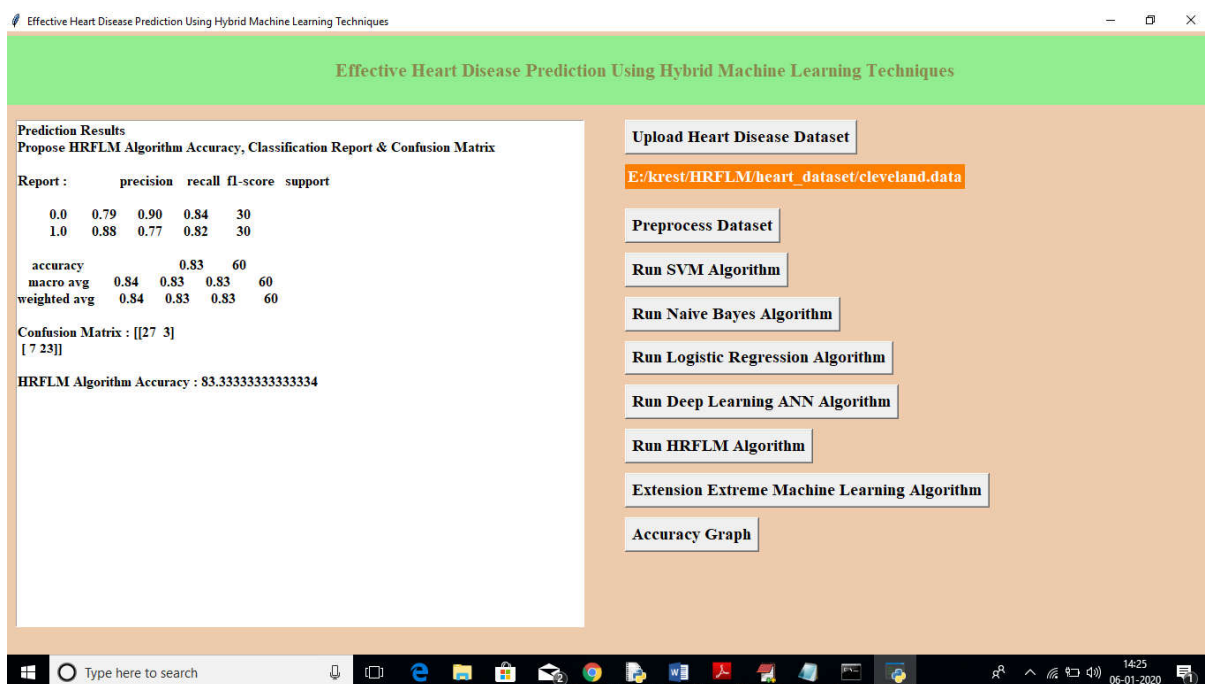 Effective Heart Disease Prediction Using Hybrid Machine Learning Techniques
Effective Heart Disease Prediction Using Hybrid Machine Learning Techniques
Prediction Results
Propose HRFLM Algorithm Accuracy, Classification Report & Confusion Matrix
Report : precision recall f1-score support
0.0 0.79 0.90 0.84 30
1.0 0.88 0.77 0.82 30
accuracy 0.83 60
macro avg 0.84 0.83 0.83 60
weighted avg 0.84 0.83 0.83 60
Confusion Matrix : [[27 3]
[ 7 23]]
HRFLM Algorithm Accuracy : 83.33333333333334
Upload Heart Disease Dataset
E:/krest/HRFLM/heart_dataset/cleveland.data
Preprocess Dataset
Run SVM Algorithm
Run Naive Bayes Algorithm
Run Logistic Regression Algorithm
Run Deep Learning ANN Algorithm
Run HRFLM Algorithm
Extension Extreme Machine Learning Algorithm
Accuracy Graph
Type here to search
14:25
06-01-2020